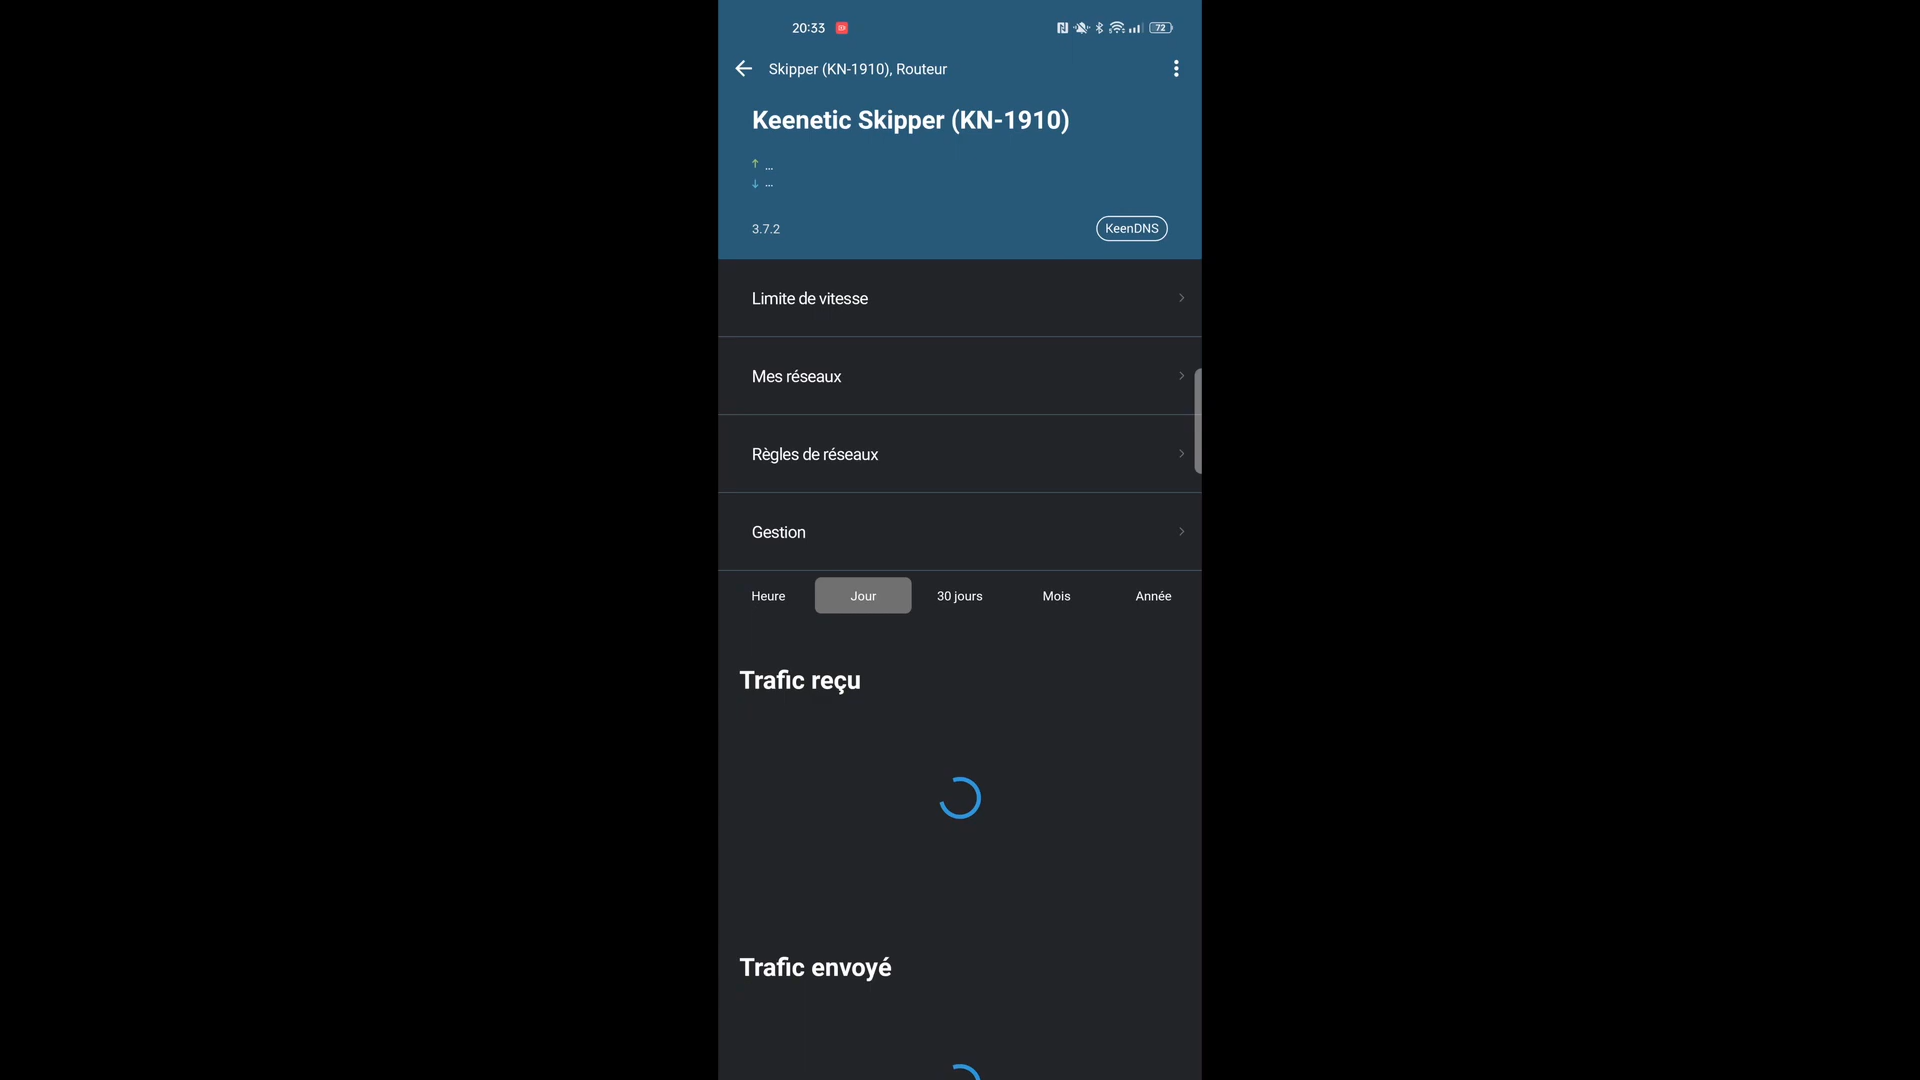 20:33
72
Skipper (KN-1910), Routeur
Keenetic Skipper (KN-1910)
↑ ...
↓ ...
3.7.2
KeenDNS
Limite de vitesse
Mes réseaux
Règles de réseaux
Gestion
Heure Jour 30 jours Mois Année
Trafic reçu
Trafic envoyé